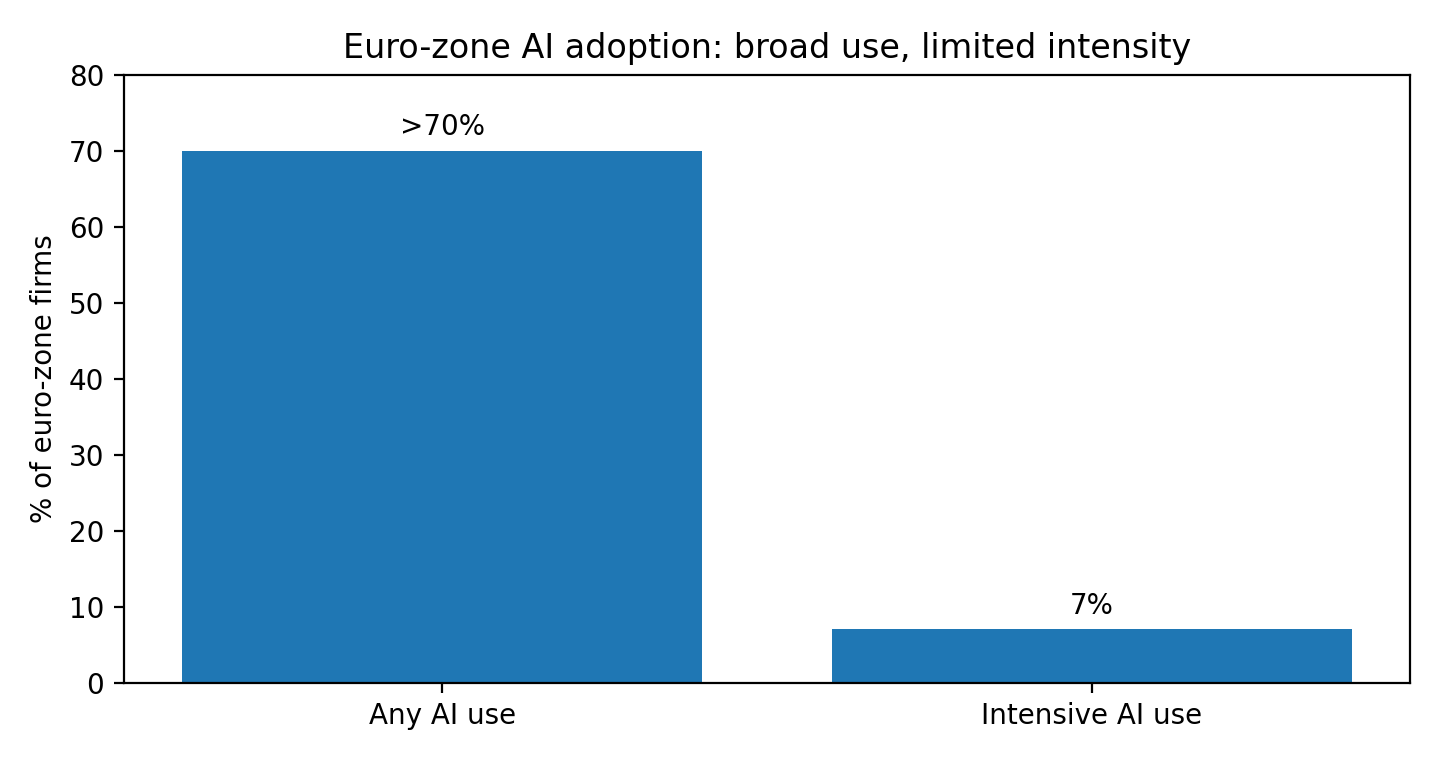 Euro-zone AI adoption: broad use, limited intensity
% of euro-zone firms
80
70
60
50
40
30
20
10
0
>70%
7%
Any AI use
Intensive AI use